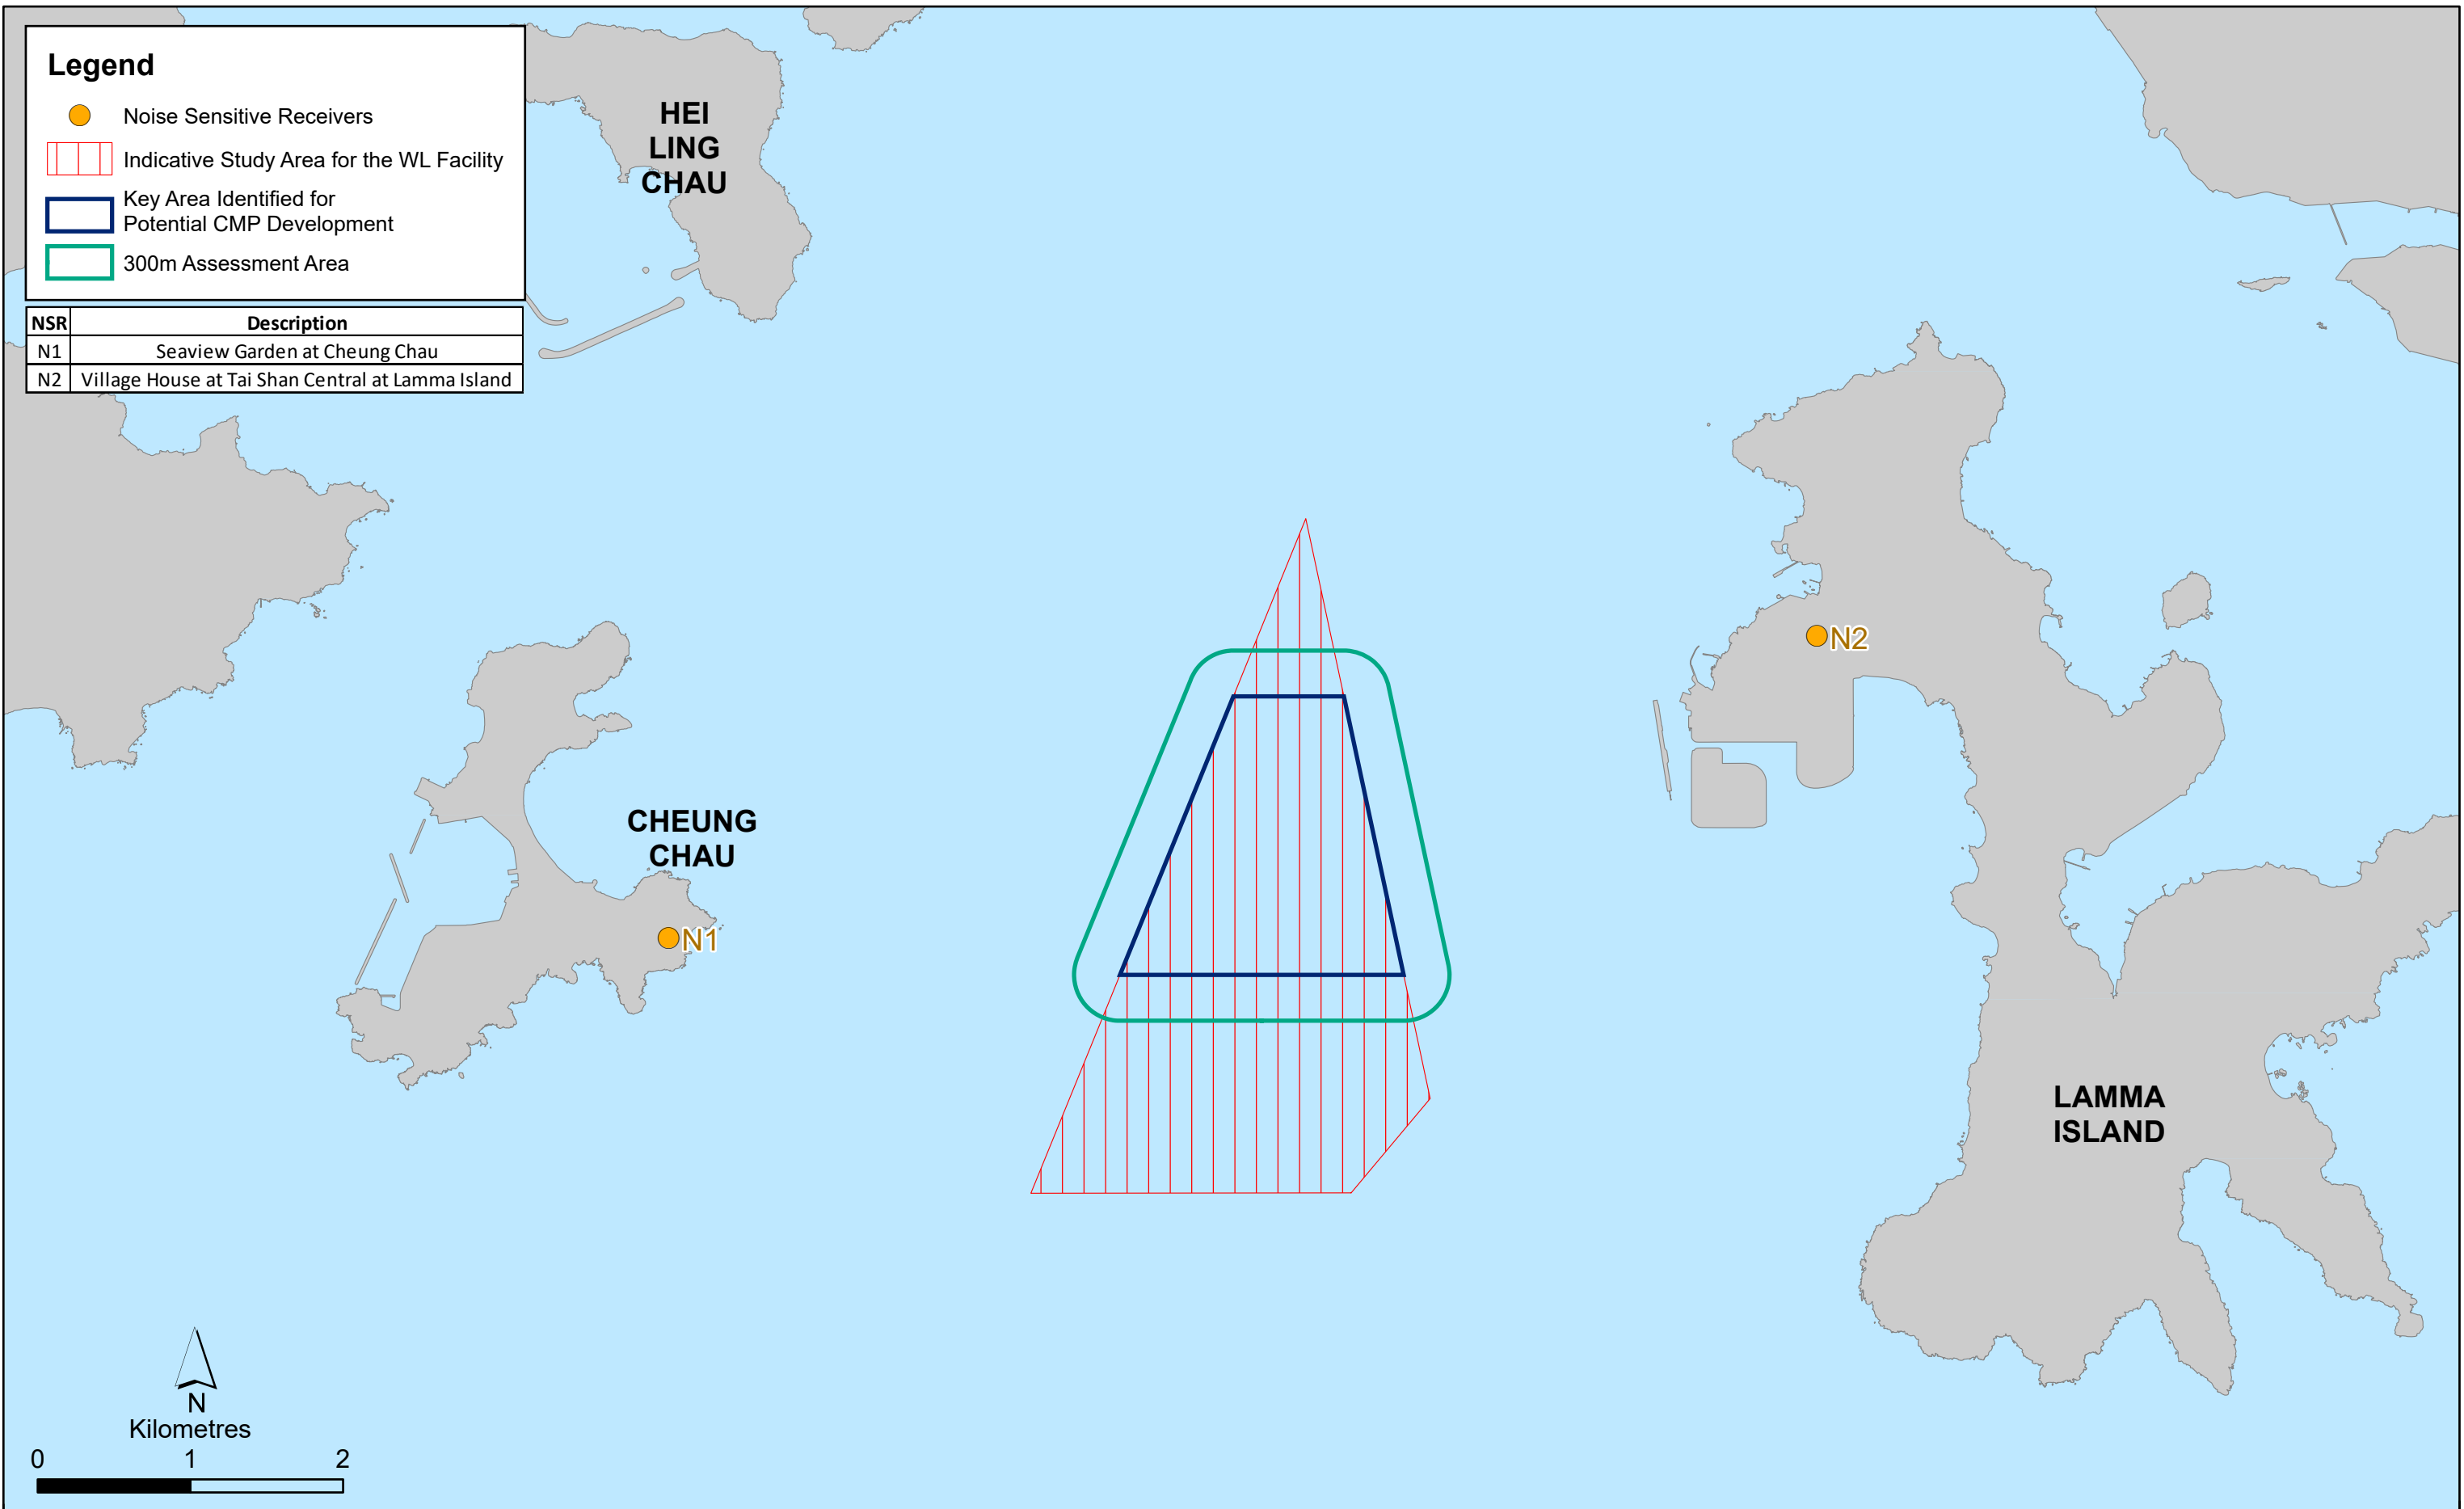 Legend
Noise Sensitive Receivers
Indicative Study Area for the WL Facility
Key Area Identified for
Potential CMP Development
300m Assessment Area
NSR Description
N1 Seaview Garden at Cheung Chau
N2 Village House at Tai Shan Central at Lamma Island
HEI
LING
CHAU
N2
CHEUNG
CHAU
N1
LAMMA
ISLAND
N
Kilometres
0 1 2